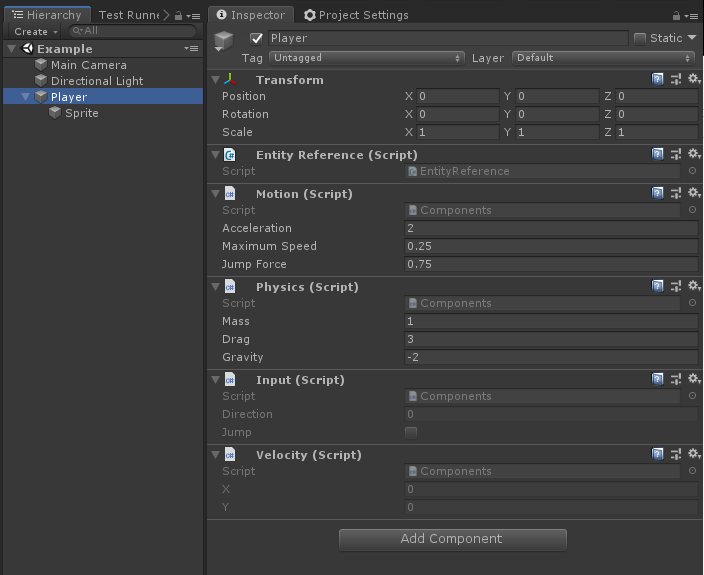 Hierarchy
Test Runn
Create
All
Example
Main Camera
Directional Light
Player
Sprite
Inspector
Project Settings
Player
Static
Tag Untagged Layer Default
Transform
Position X 0 Y 0 Z 0
Rotation X 0 Y 0 Z 0
Scale X 1 Y 1 Z 1
C# Entity Reference (Script)
Script EntityReference
C# Motion (Script)
Script Components
Acceleration 2
Maximum Speed 0.25
Jump Force 0.75
C# Physics (Script)
Script Components
Mass 1
Drag 3
Gravity -2
C# Input (Script)
Script Components
Direction 0
Jump
C# Velocity (Script)
Script Components
X 0
Y 0
Add Component